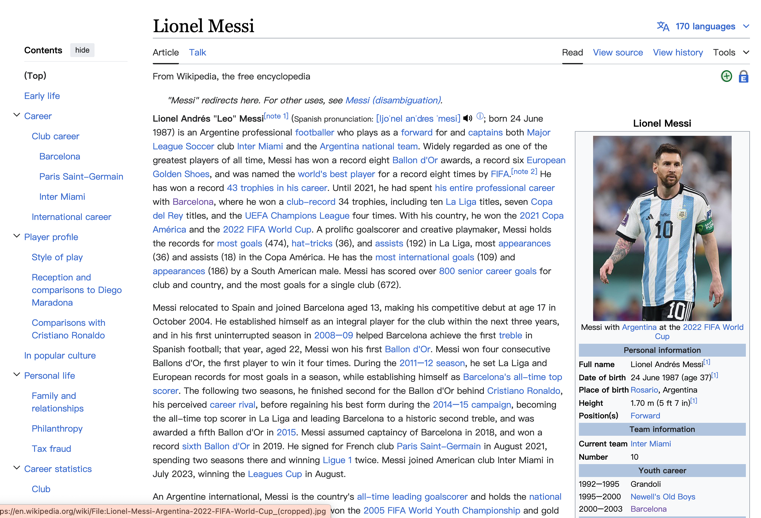 Lionel Messi
170 languages
Contents hide
Article Talk
Read View source View history Tools
(Top)
Early life
Career
Club career
Barcelona
Paris Saint–Germain
Inter Miami
International career
Player profile
Style of play
Reception and
comparisons to Diego
Maradona
Comparisons with
Cristiano Ronaldo
In popular culture
Personal life
Family and
relationships
Philanthropy
Tax fraud
Career statistics
Club
From Wikipedia, the free encyclopedia
"Messi" redirects here. For other uses, see Messi (disambiguation).
Lionel Andrés "Leo" Messi[note 1] (Spanish pronunciation: [ljoˈnel anˈdɾes ˈmesi] ⓘ; born 24 June
1987) is an Argentine professional footballer who plays as a forward for and captains both Major
League Soccer club Inter Miami and the Argentina national team. Widely regarded as one of the
greatest players of all time, Messi has won a record eight Ballon d'Or awards, a record six European
Golden Shoes, and was named the world's best player for a record eight times by FIFA.[note 2] He
has won a record 43 trophies in his career. Until 2021, he had spent his entire professional career
with Barcelona, where he won a club–record 34 trophies, including ten La Liga titles, seven Copa
del Rey titles, and the UEFA Champions League four times. With his country, he won the 2021 Copa
América and the 2022 FIFA World Cup. A prolific goalscorer and creative playmaker, Messi holds
the records for most goals (474), hat–tricks (36), and assists (192) in La Liga, most appearances
(36) and assists (18) in the Copa América. He has the most international goals (109) and
appearances (186) by a South American male. Messi has scored over 800 senior career goals for
club and country, and the most goals for a single club (672).
Messi relocated to Spain and joined Barcelona aged 13, making his competitive debut at age 17 in
October 2004. He established himself as an integral player for the club within the next three years,
and in his first uninterrupted season in 2008–09 helped Barcelona achieve the first treble in
Spanish football; that year, aged 22, Messi won his first Ballon d'Or. Messi won four consecutive
Ballons d'Or, the first player to win it four times. During the 2011–12 season, he set La Liga and
European records for most goals in a season, while establishing himself as Barcelona's all–time top
scorer. The following two seasons, he finished second for the Ballon d'Or behind Cristiano Ronaldo,
his perceived career rival, before regaining his best form during the 2014–15 campaign, becoming
the all–time top scorer in La Liga and leading Barcelona to a historic second treble, and was
awarded a fifth Ballon d'Or in 2015. Messi assumed captaincy of Barcelona in 2018, and won a
record sixth Ballon d'Or in 2019. He signed for French club Paris Saint–Germain in August 2021,
spending two seasons there and winning Ligue 1 twice. Messi joined American club Inter Miami in
July 2023, winning the Leagues Cup in August.
An Argentine international, Messi is the country's all–time leading goalscorer and holds the national
won the 2005 FIFA World Youth Championship and gold
Lionel Messi
10
10
Messi with Argentina at the 2022 FIFA World
Cup
Personal information
Full name Lionel Andrés Messi[1]
Date of birth 24 June 1987 (age 37)[1]
Place of birth Rosario, Argentina
Height 1.70 m (5 ft 7 in)[1]
Position(s) Forward
Team information
Current team Inter Miami
Number 10
Youth career
1992–1995 Grandoli
1995–2000 Newell's Old Boys
2000–2003 Barcelona
ps://en.wikipedia.org/wiki/File:Lionel-Messi-Argentina-2022-FIFA-World-Cup_(cropped).jpg